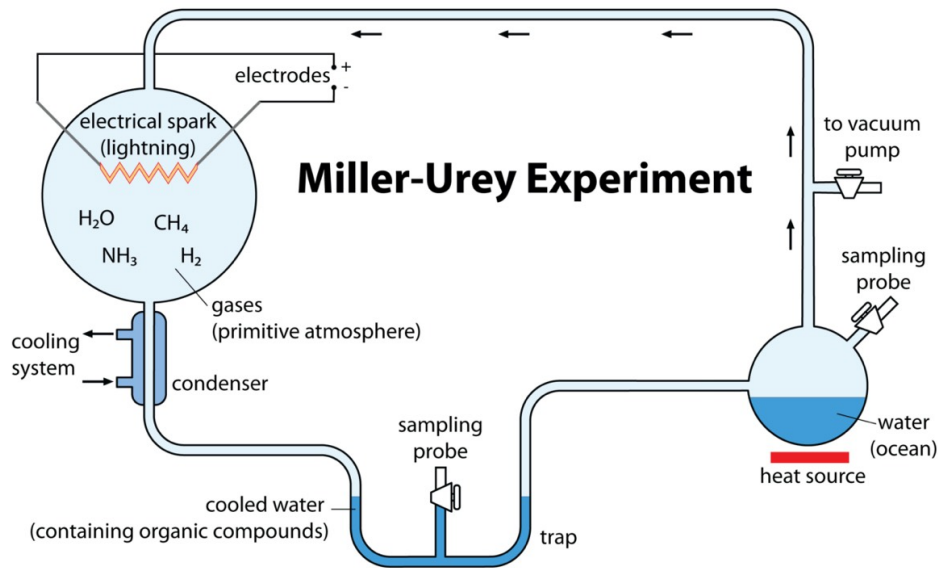 electrodes
+
-
electrical spark
(lightning)
to vacuum
pump
Miller-Urey Experiment
H₂O
CH₄
NH₃
H₂
sampling
probe
gases
(primitive atmosphere)
cooling
system
condenser
sampling
probe
water
(ocean)
heat source
cooled water
(containing organic compounds)
trap